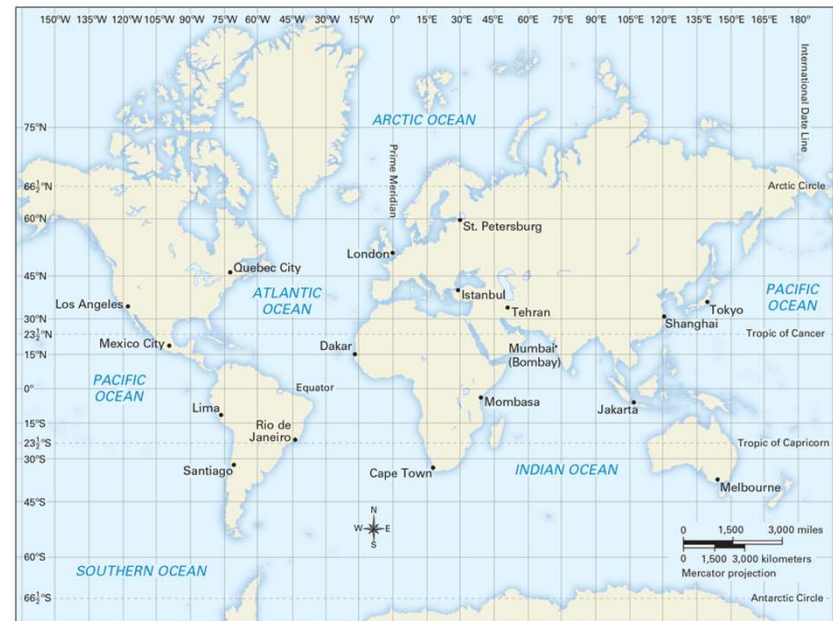 150°W 135°W 120°W 105°W 90°W 75°W 60°W 45°W 30°W 15°W 0° 15°E 30°E 45°E 60°E 75°E 90°E 105°E 120°E 135°E 150°E 165°E 180°
International Date Line
ARCTIC OCEAN
75°N
Prime Meridian
66½°N
Arctic Circle
60°N
St. Petersburg
London
45°N
Quebec City
ATLANTIC
OCEAN
Istanbul
PACIFIC
OCEAN
Los Angeles
Tehran
Tokyo
30°N
Shanghai
23½°N
Tropic of Cancer
Mexico City
Dakar
Mumbai
(Bombay)
15°N
PACIFIC
OCEAN
0°
Equator
Mombasa
Jakarta
Lima
15°S
Rio de
Janeiro
23½°S
Tropic of Capricorn
30°S
Santiago
Cape Town
INDIAN OCEAN
Melbourne
45°S
N
W E
S
0 1,500 3,000 miles
0 1,500 3,000 kilometers
Mercator projection
60°S
SOUTHERN OCEAN
66½°S
Antarctic Circle